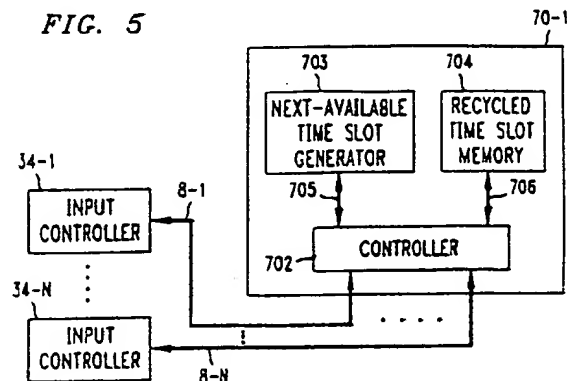 FIG. 5
70-1
703
704
NEXT-AVAILABLE
TIME SLOT
GENERATOR
RECYCLED
TIME SLOT
MEMORY
34-1
8-1
705
706
INPUT
CONTROLLER
702
CONTROLLER
34-N
INPUT
CONTROLLER
8-N